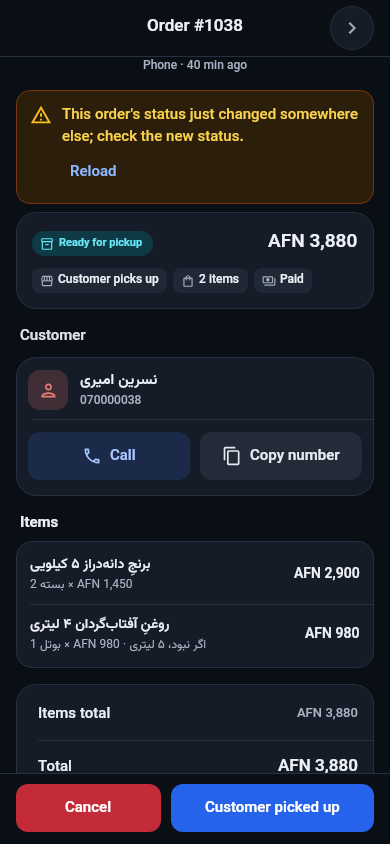 Order #1038
Phone · 40 min ago
This order's status just changed somewhere
else; check the new status.
Reload
Ready for pickup
AFN 3,880
Customer picks up
2 items
Paid
Customer
نسرین امیری
070000038
Call
Copy number
Items
برنجِ دانه‌دراز ۵ کیلویی
AFN 2,900
2 بسته × AFN 1,450
روغنِ آفتاب‌گردان ۴ لیتری
AFN 980
1 بوتل × AFN 980 · اگر نبود، ۵ لیتری
Items total
AFN 3,880
Total
AFN 3,880
Cancel
Customer picked up